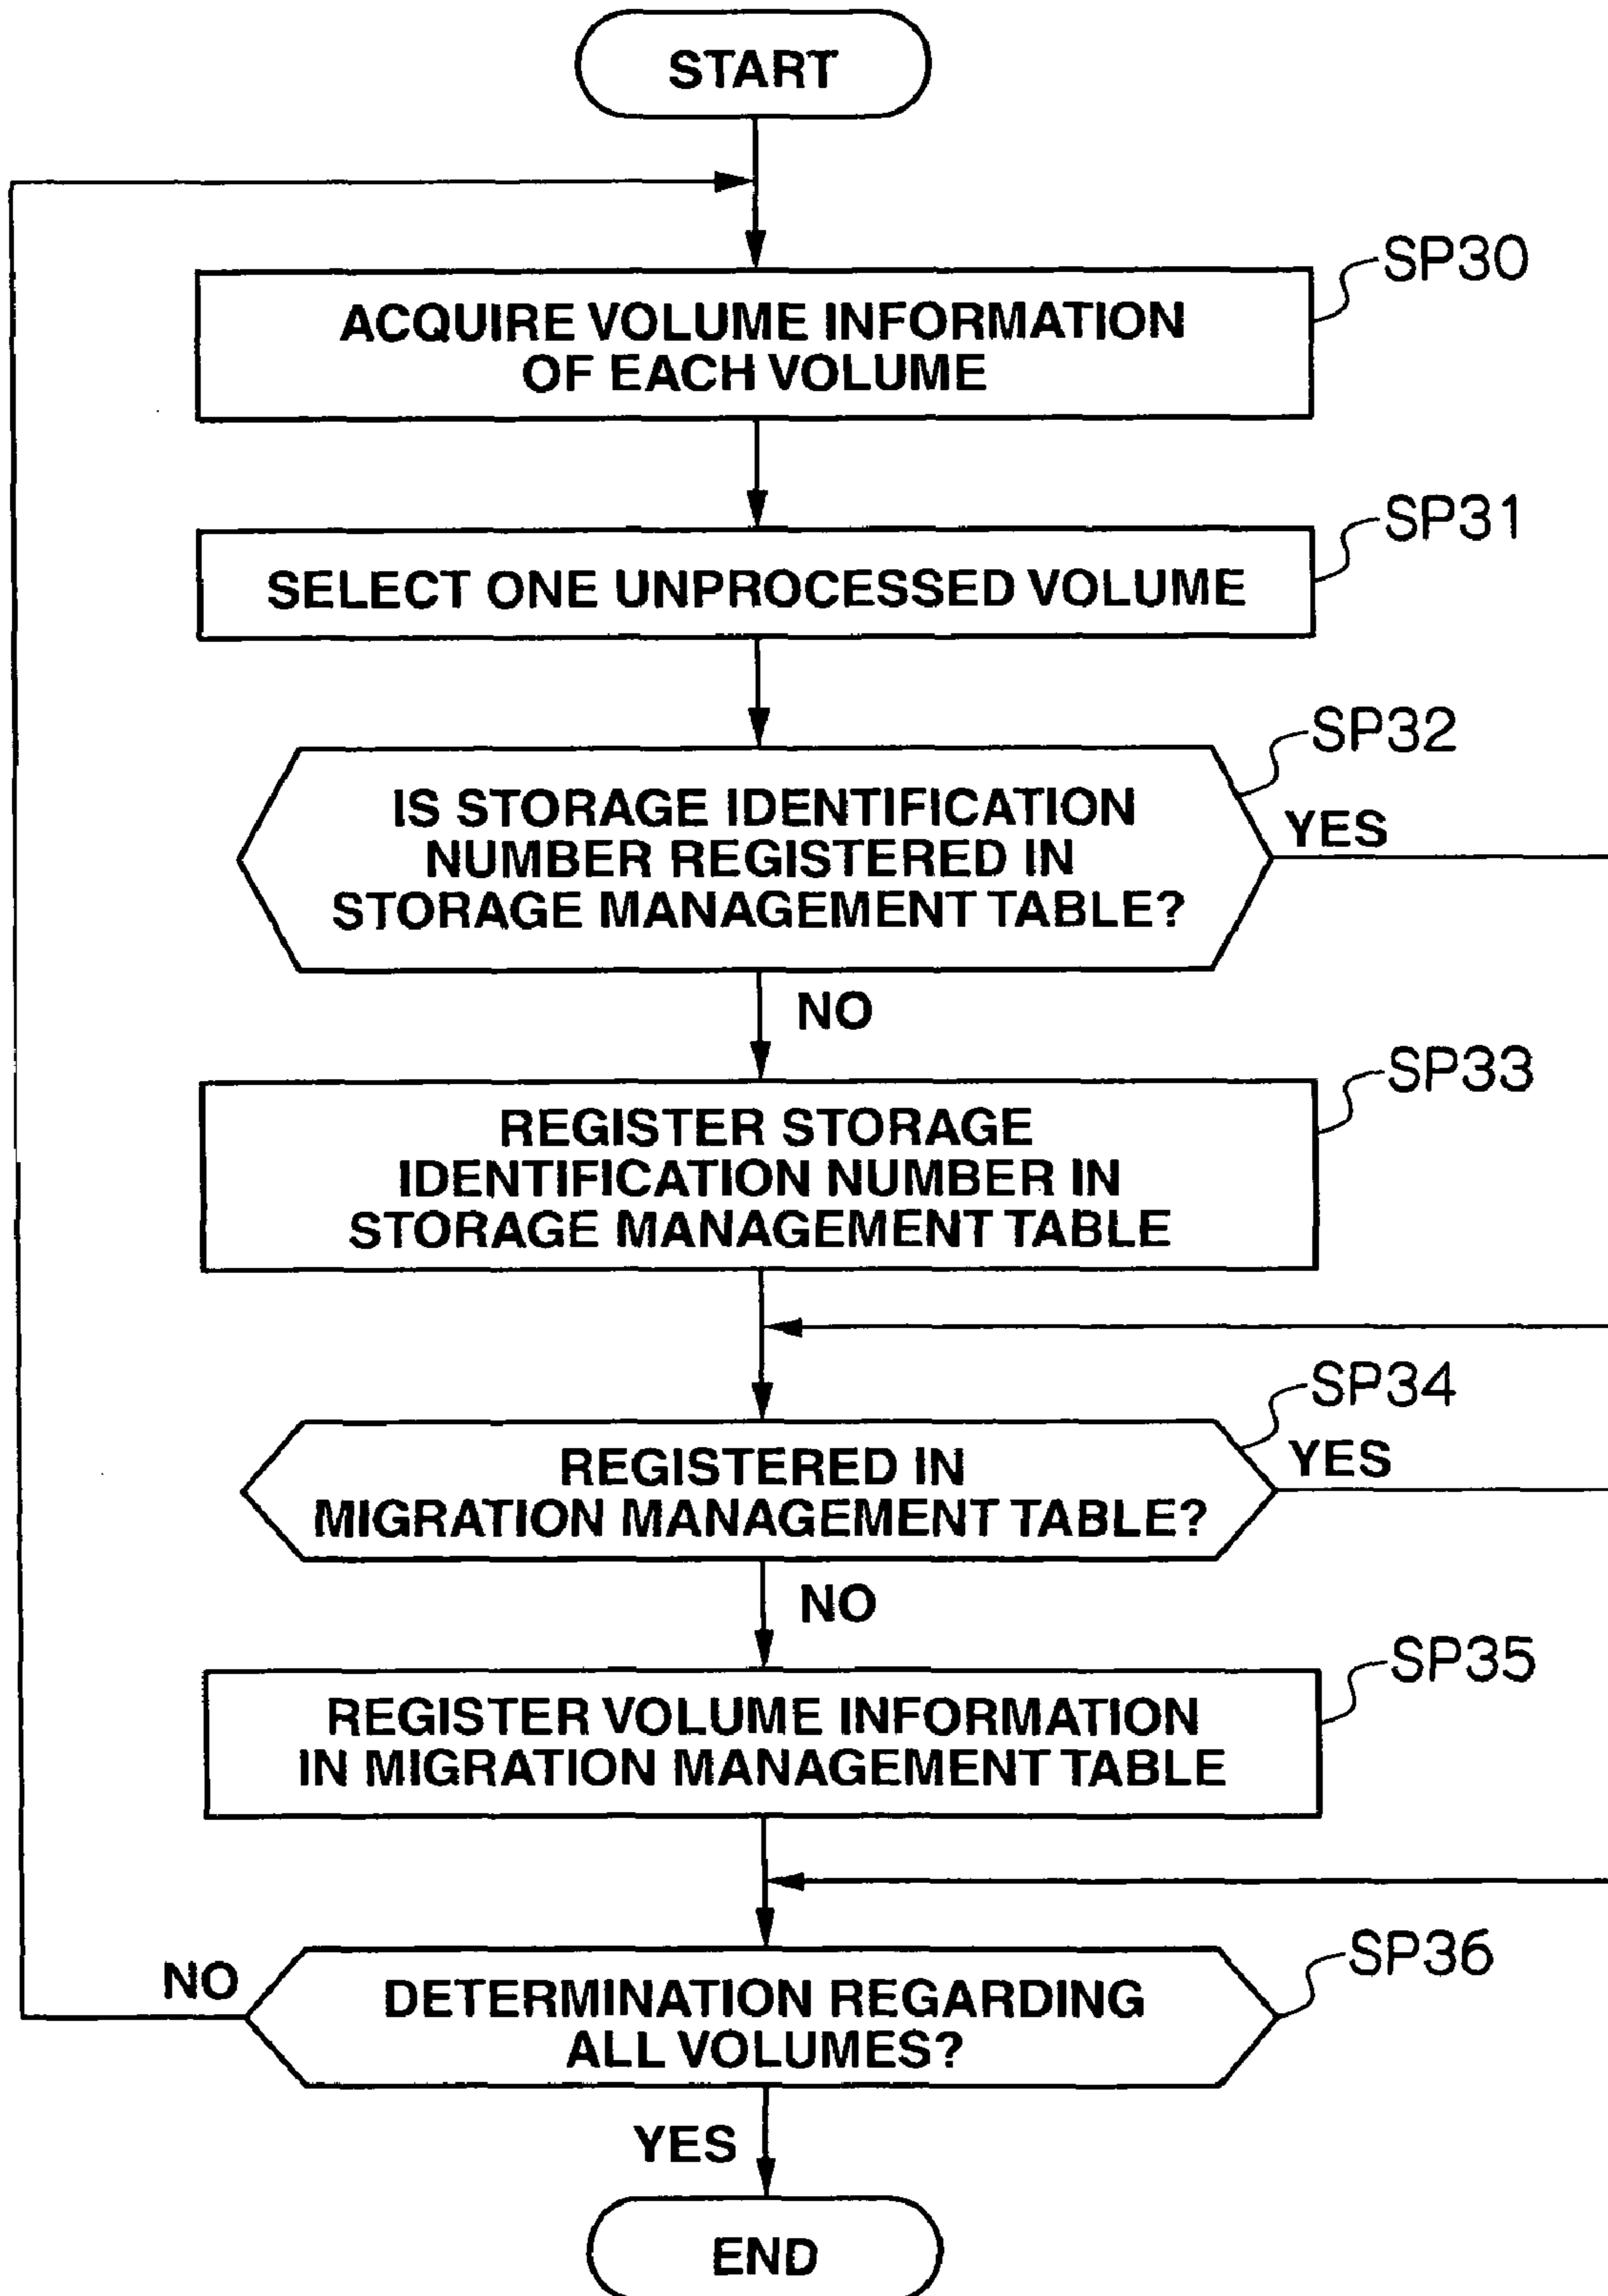 START
SP30
ACQUIRE VOLUME INFORMATION
OF EACH VOLUME
SP31
SELECT ONE UNPROCESSED VOLUME
SP32
IS STORAGE IDENTIFICATION
NUMBER REGISTERED IN
STORAGE MANAGEMENT TABLE?
YES
NO
SP33
REGISTER STORAGE
IDENTIFICATION NUMBER IN
STORAGE MANAGEMENT TABLE
SP34
REGISTERED IN
MIGRATION MANAGEMENT TABLE?
YES
NO
SP35
REGISTER VOLUME INFORMATION
IN MIGRATION MANAGEMENT TABLE
SP36
NO
DETERMINATION REGARDING
ALL VOLUMES?
YES
END